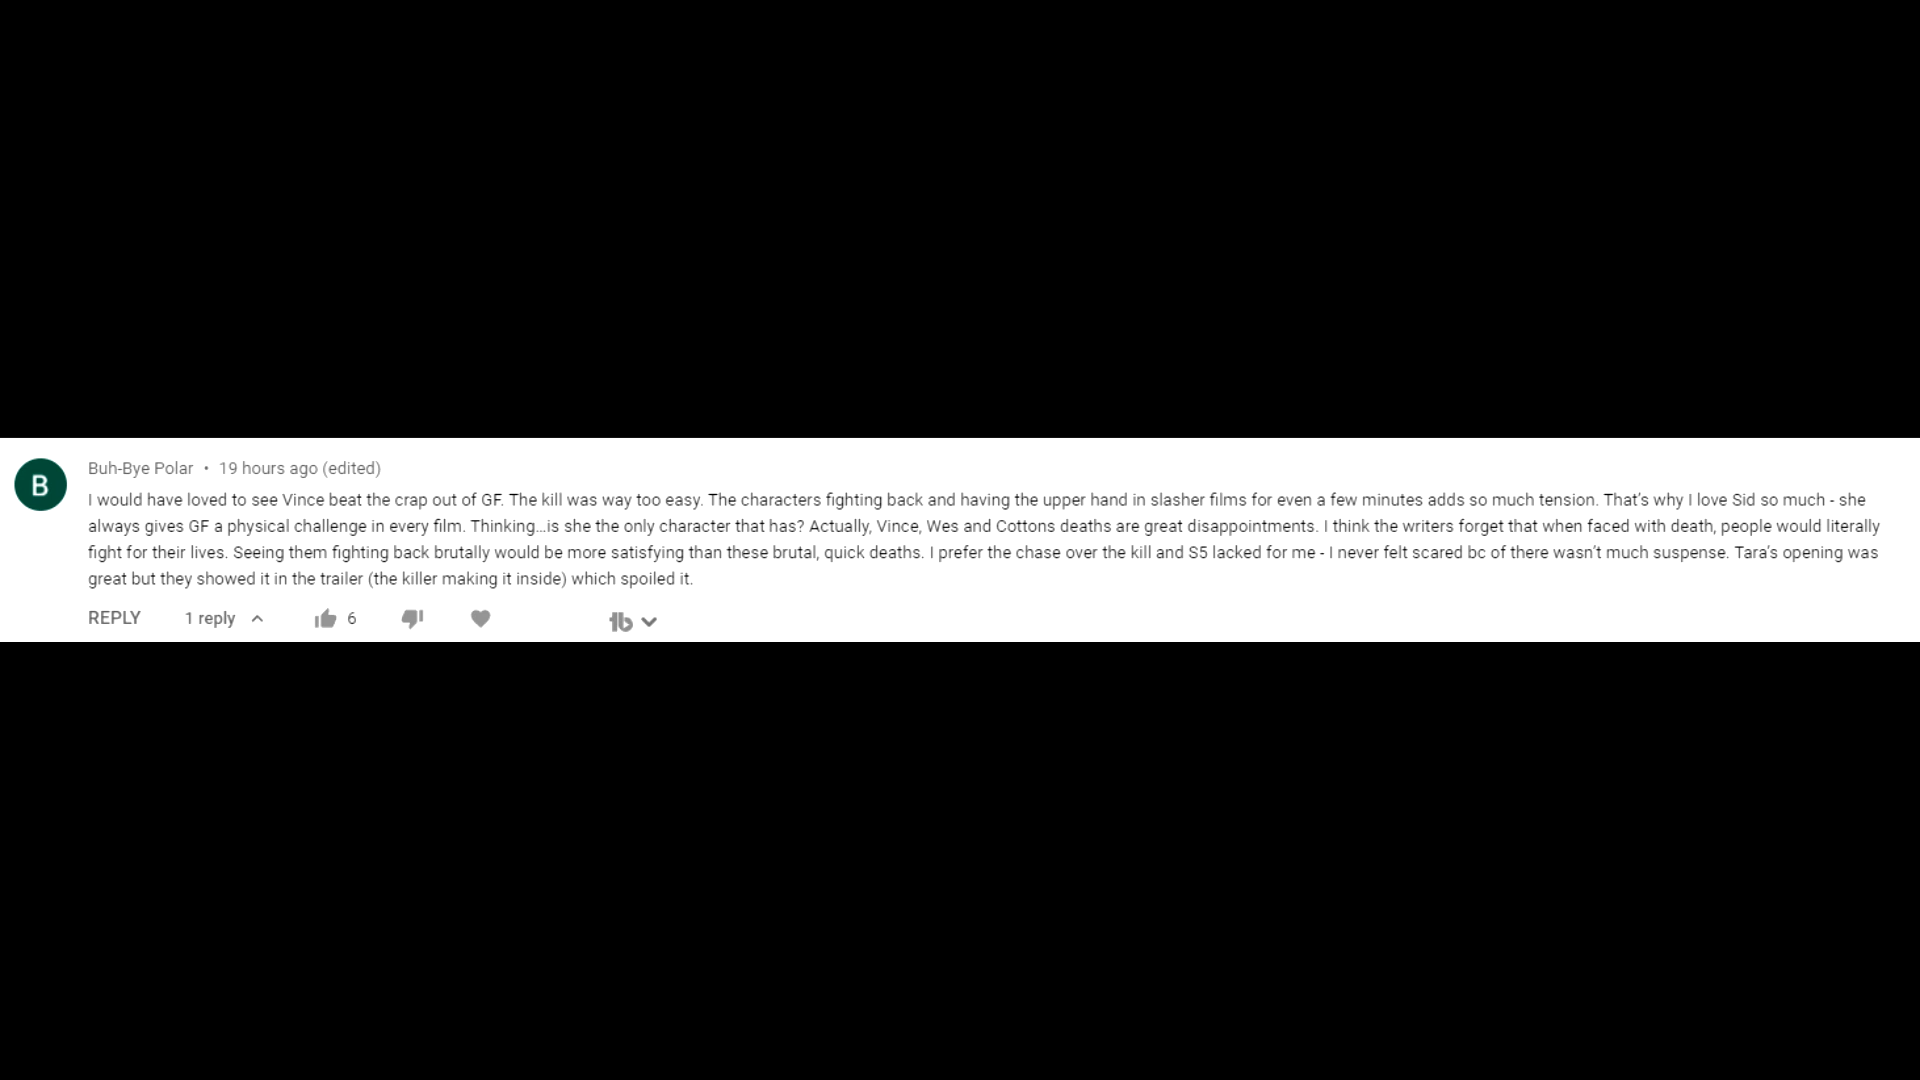 B
Buh-Bye Polar • 19 hours ago (edited)
I would have loved to see Vince beat the crap out of GF. The kill was way too easy. The characters fighting back and having the upper hand in slasher films for even a few minutes adds so much tension. That's why I love Sid so much - she
always gives GF a physical challenge in every film. Thinking...is she the only character that has? Actually, Vince, Wes and Cottons deaths are great disappointments. I think the writers forget that when faced with death, people would literally
fight for their lives. Seeing them fighting back brutally would be more satisfying than these brutal, quick deaths. I prefer the chase over the kill and S5 lacked for me - I never felt scared bc of there wasn't much suspense. Tara's opening was
great but they showed it in the trailer (the killer making it inside) which spoiled it.
REPLY 1 reply 6 tb